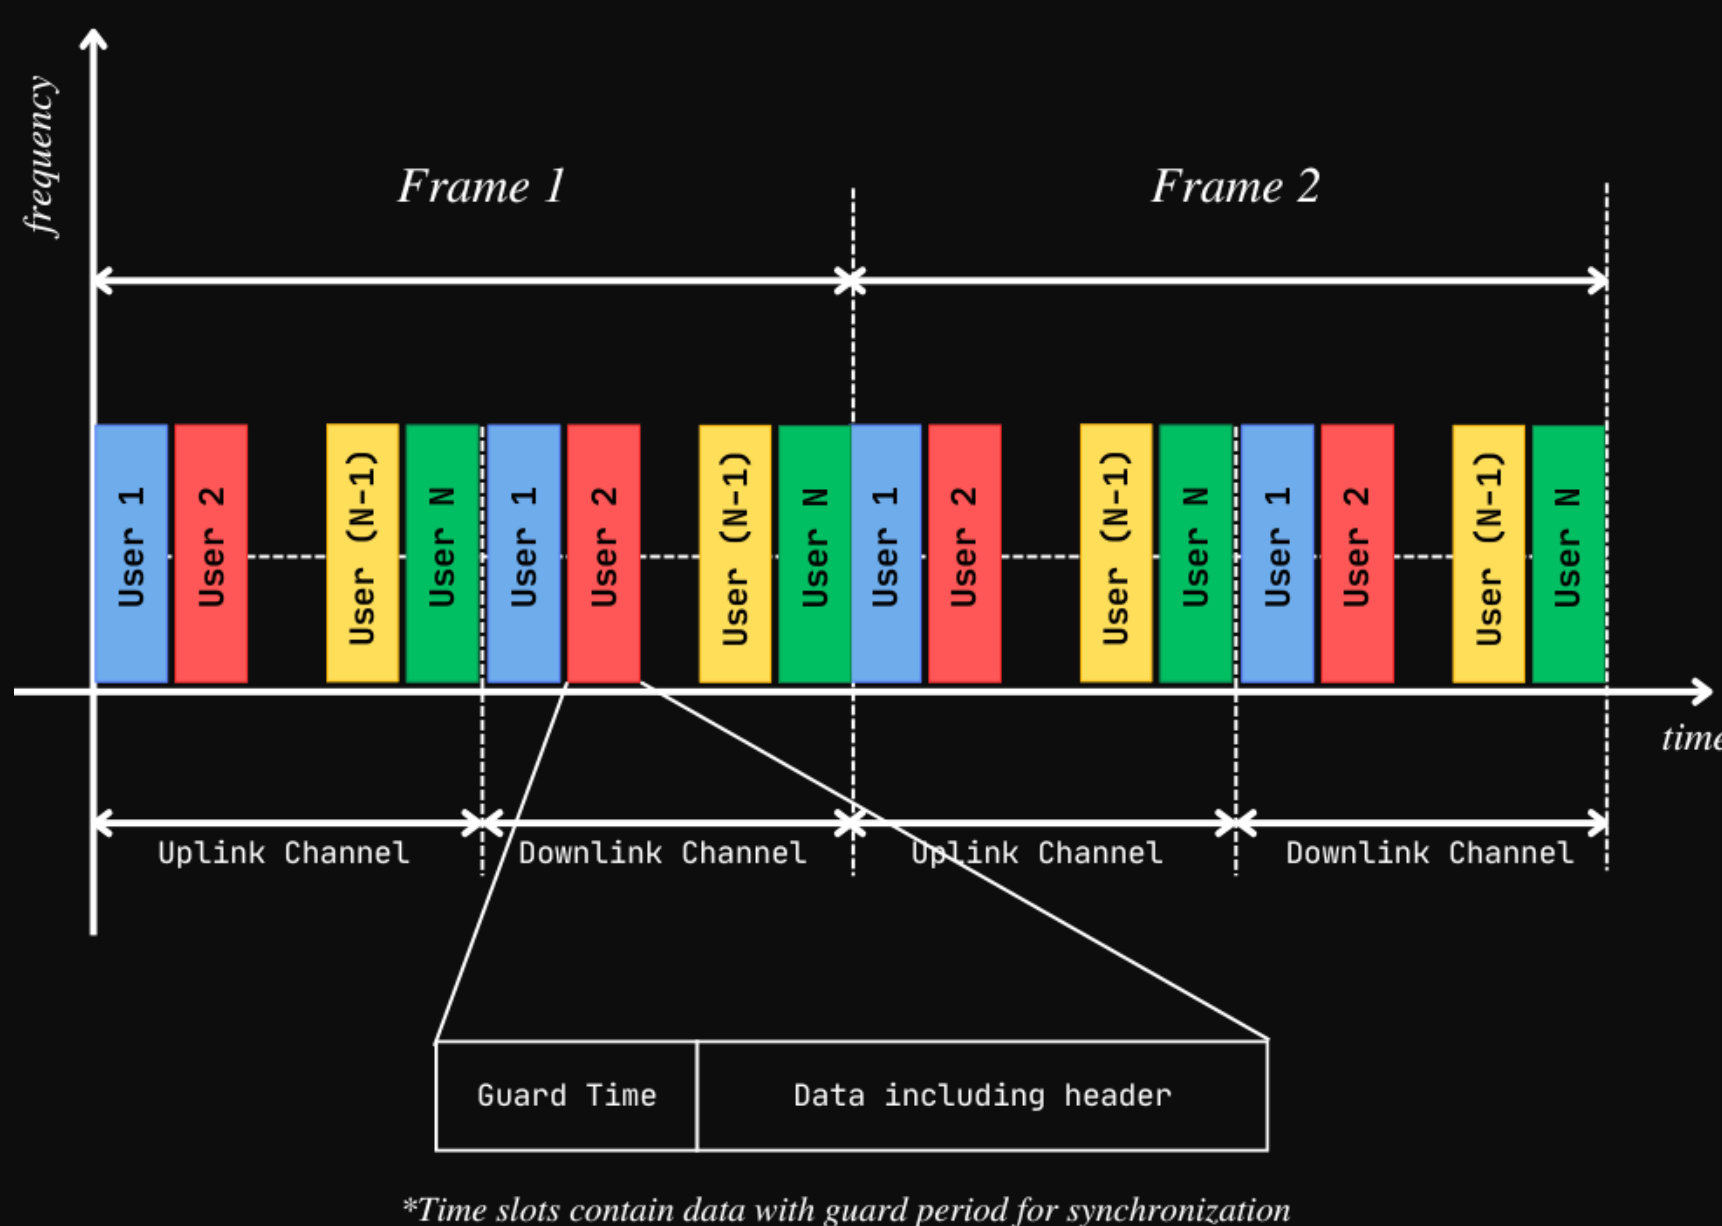 frequency
Frame 1
Frame 2
User 1
User 2
User (N-1)
User N
User 1
User 2
User (N-1)
User N
User 1
User 2
User (N-1)
User N
User 1
User 2
User (N-1)
User N
time
Uplink Channel
Downlink Channel
Uplink Channel
Downlink Channel
Guard Time
Data including header
*Time slots contain data with guard period for synchronization